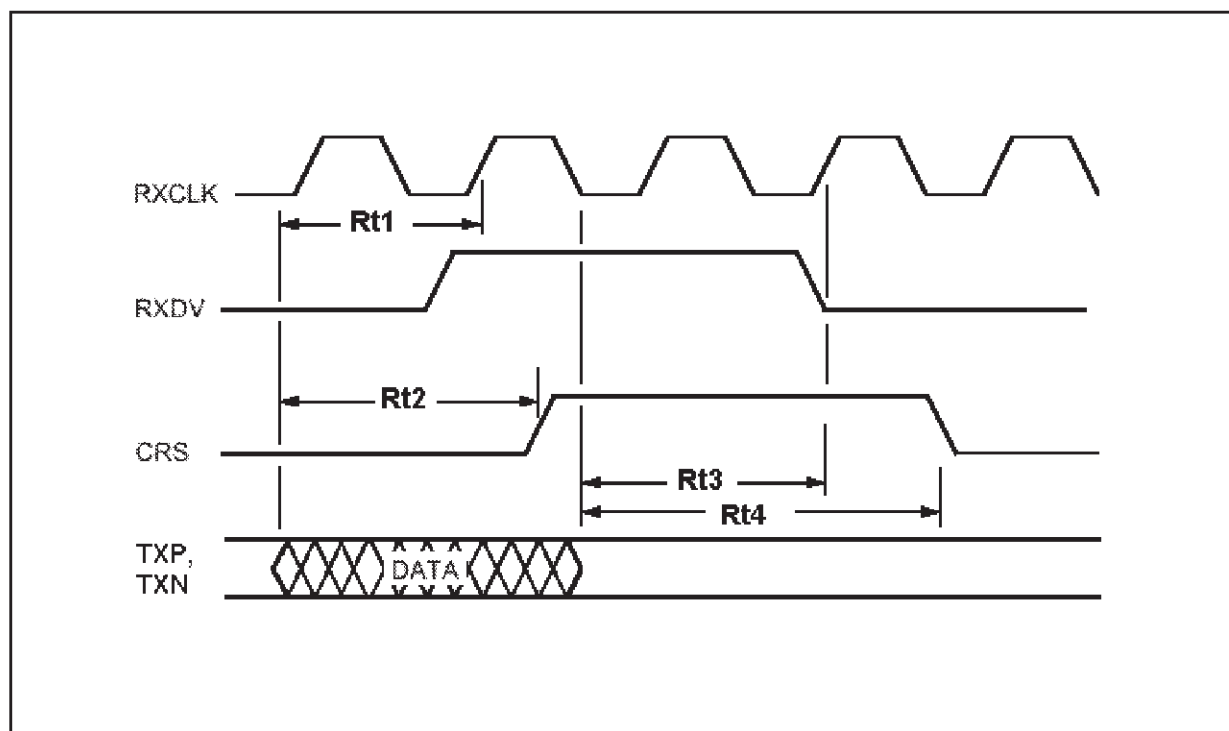 RXCLK
Rt1
RXDV
Rt2
CRS
Rt3
Rt4
TXP,
TXN
DATA